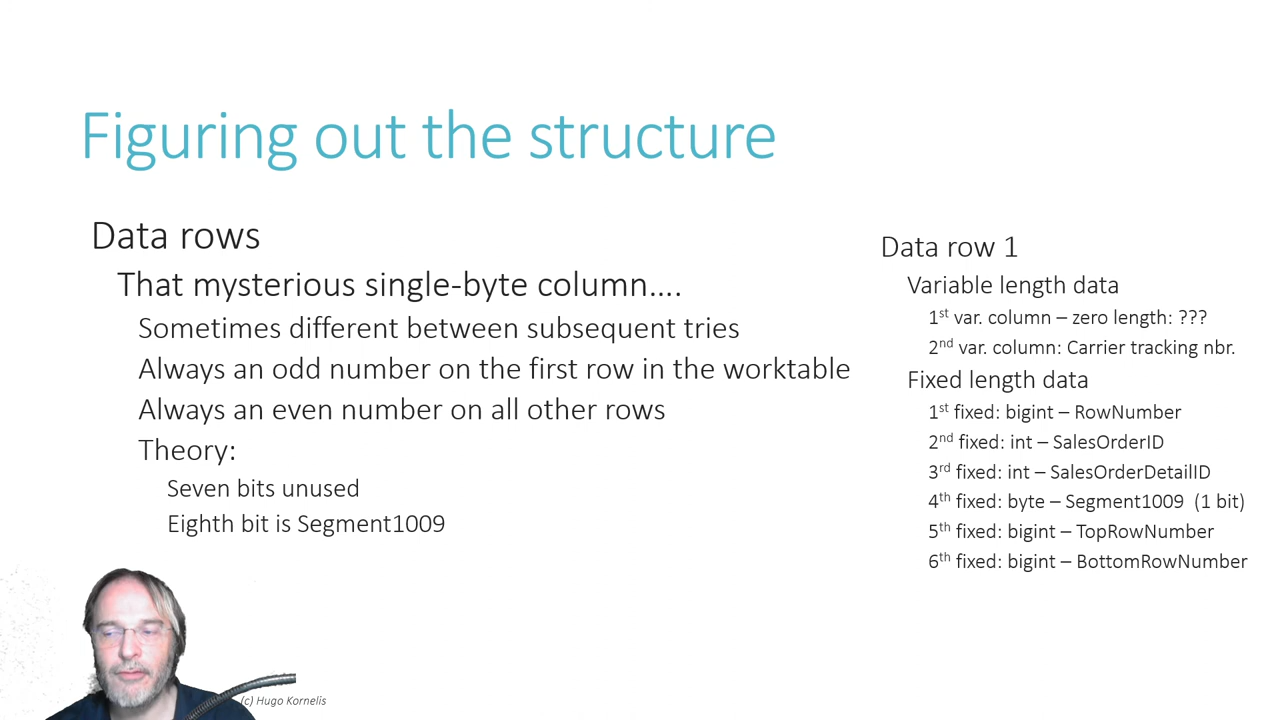 Figuring out the structure
Data rows
That mysterious single-byte column....
Sometimes different between subsequent tries
Always an odd number on the first row in the worktable
Always an even number on all other rows
Theory:
Seven bits unused
Eighth bit is Segment1009
Data row 1
Variable length data
1st var. column – zero length: ???
2nd var. column: Carrier tracking nbr.
Fixed length data
1st fixed: bigint – RowNumber
2nd fixed: int – SalesOrderID
3rd fixed: int – SalesOrderDetailID
4th fixed: byte – Segment1009 (1 bit)
5th fixed: bigint – TopRowNumber
6th fixed: bigint – BottomRowNumber
(c) Hugo Kornelis